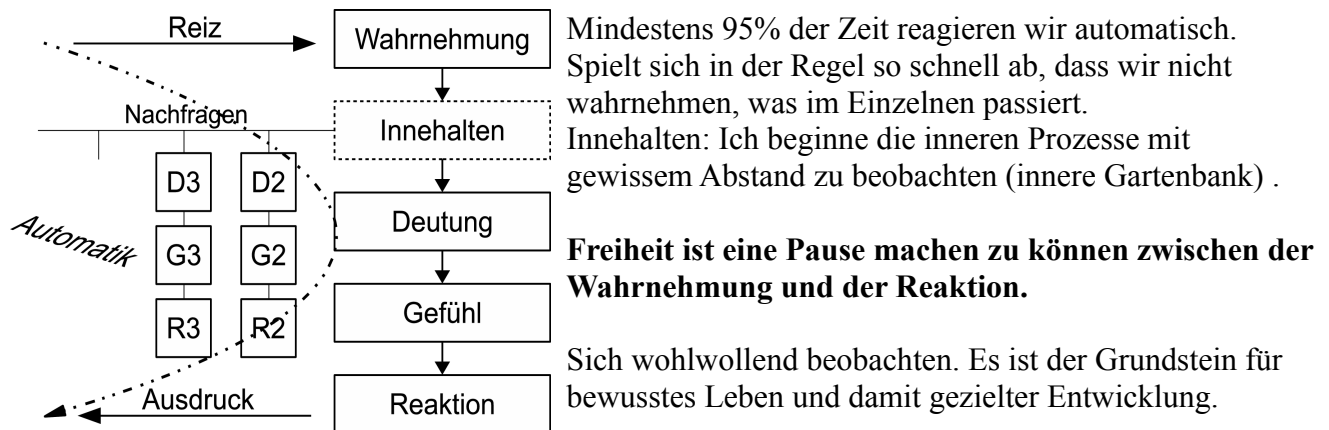 Reiz
Wahrnehmung
Nachfragen
Innehalten
D3
D2
Deutung
Automatik
G3
G2
Gefühl
R3
R2
Ausdruck
Reaktion
Mindestens 95% der Zeit reagieren wir automatisch.
Spielt sich in der Regel so schnell ab, dass wir nicht
wahrnehmen, was im Einzelnen passiert.
Innehalten: Ich beginne die inneren Prozesse mit
gewissem Abstand zu beobachten (innere Gartenbank) .
Freiheit ist eine Pause machen zu können zwischen der
Wahrnehmung und der Reaktion.
Sich wohlwollend beobachten. Es ist der Grundstein für
bewusstes Leben und damit gezielter Entwicklung.